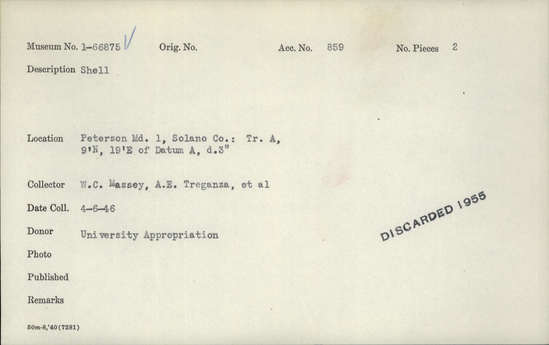 Museum No. 1-66875 √ Orig. No. Acc. No. 859 No. Pieces 2
Description Shell
Location Peterson Md. 1, Solano Co.: Tr. A,
9'N, 19'E of Datum A, d.3"
Collector W.C. Massey, A.E. Treganza, et al
Date Coll. 4-6-46
Donor University Appropriation
DISCARDED 1955
Photo
Published
Remarks
50m-8,'40(7281)